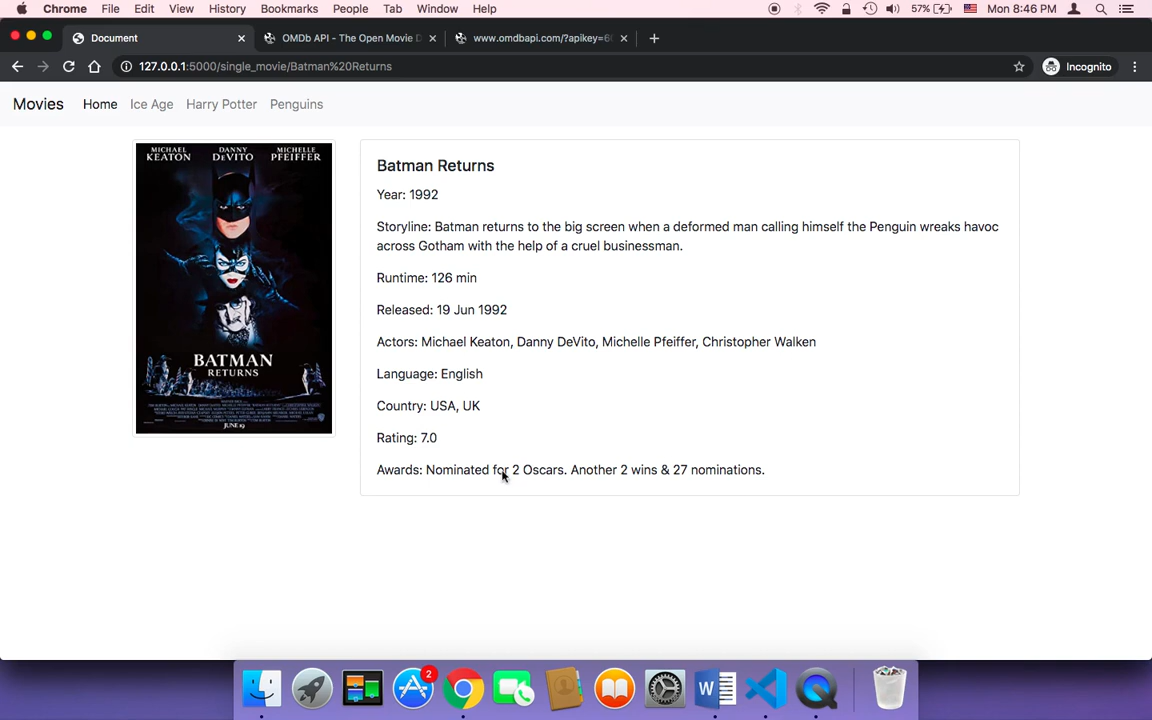 Chrome File Edit View History Bookmarks People Tab Window Help 57% Mon 8:46 PM
Document OMDb API - The Open Movie D www.omdbapi.com/?apikey=6
127.0.0.1:5000/single_movie/Batman%20Returns Incognito
Movies Home Ice Age Harry Potter Penguins
MICHAEL KEATON DANNY DEVITO MICHELLE PFEIFFER
BATMAN
RETURNS
JUNE 19
Batman Returns
Year: 1992
Storyline: Batman returns to the big screen when a deformed man calling himself the Penguin wreaks havoc
across Gotham with the help of a cruel businessman.
Runtime: 126 min
Released: 19 Jun 1992
Actors: Michael Keaton, Danny DeVito, Michelle Pfeiffer, Christopher Walken
Language: English
Country: USA, UK
Rating: 7.0
Awards: Nominated for 2 Oscars. Another 2 wins & 27 nominations.
2